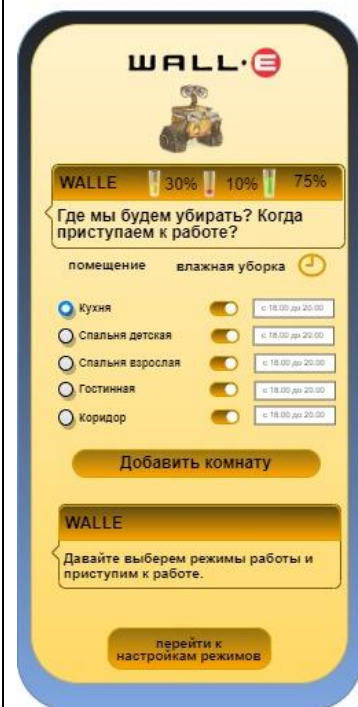 WALL·E
WALLE 30% 10% 75%
Где мы будем убирать? Когда
приступаем к работе?
помещение влажная уборка
Кухня с 18.00 до 20.00
Спальня детская с 18.00 до 20.00
Спальня взрослая с 18.00 до 20.00
Гостинная с 18.00 до 20.00
Коридор с 18.00 до 20.00
Добавить комнату
WALLE
Давайте выберем режимы работы и
приступим к работе.
перейти к
настройкам режимов